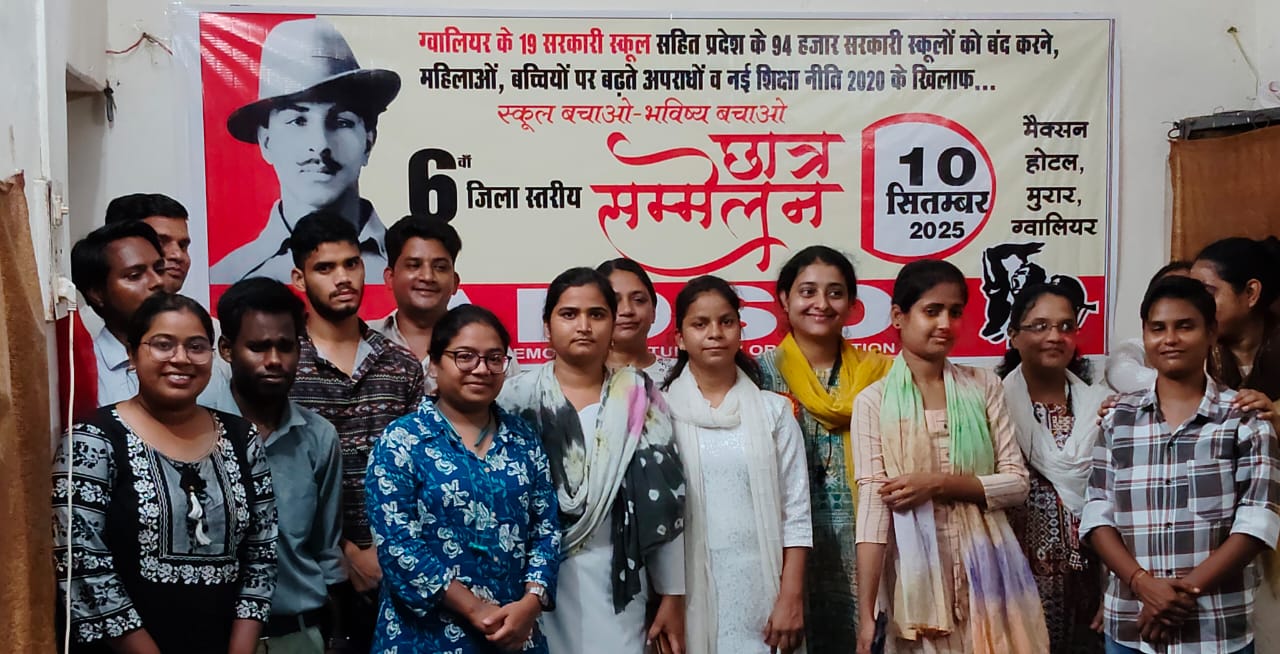 ग्वालियर के 19 सरकारी स्कूल सहित प्रदेश के 94 हजार सरकारी स्कूलों को बंद करने,
महिलाओं, बच्चियों पर बढ़ते अपराधों व नई शिक्षा नीति 2020 के खिलाफ...
स्कूल बचाओ-भविष्य बचाओ
6 वाँ
जिला स्तरीय
छात्र
सम्मेलन
10
सितम्बर
2025
मैक्सन
होटल,
मुरार,
ग्वालियर